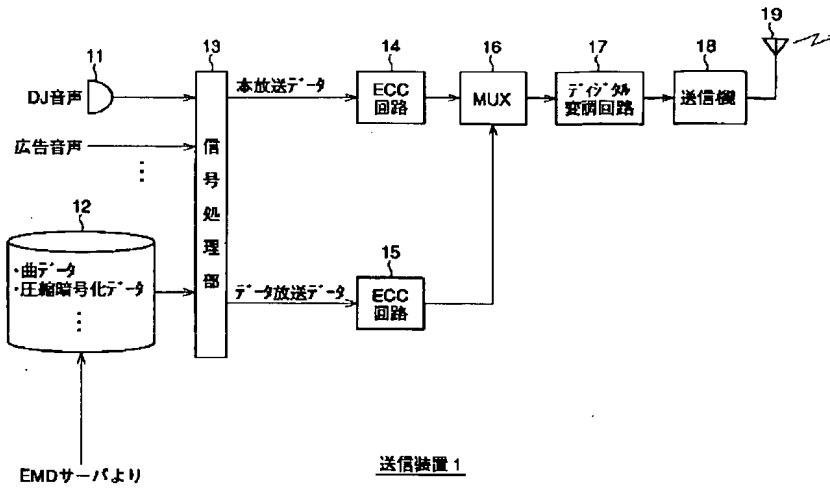 19
11
13
14
16
17
18
DJ音声
本放送データ
ECC
回路
MUX
ディジタル
変調回路
送信機
広告音声
信号処理部
12
・曲データ
・圧縮暗号化データ
15
データ放送データ
ECC
回路
EMDサーバより
送信装置1